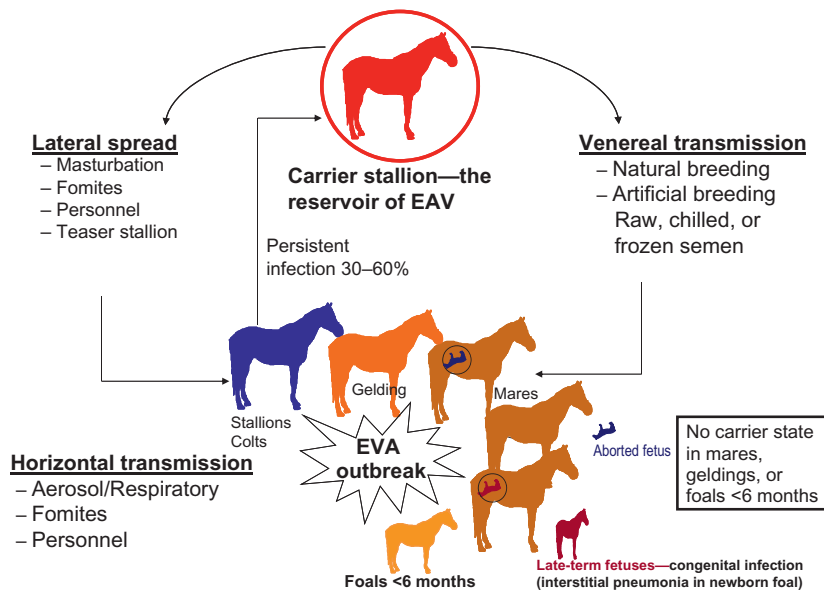 Lateral spread
– Masturbation
– Fomites
– Personnel
– Teaser stallion
Carrier stallion—the
reservoir of EAV
Venereal transmission
– Natural breeding
– Artificial breeding
Raw, chilled, or
frozen semen
Persistent
infection 30–60%
Stallions
Colts
Gelding
Mares
EVA
outbreak
Aborted fetus
No carrier state
in mares,
geldings, or
foals <6 months
Horizontal transmission
– Aerosol/Respiratory
– Fomites
– Personnel
Foals <6 months
Late-term fetuses—congenital infection
(interstitial pneumonia in newborn foal)